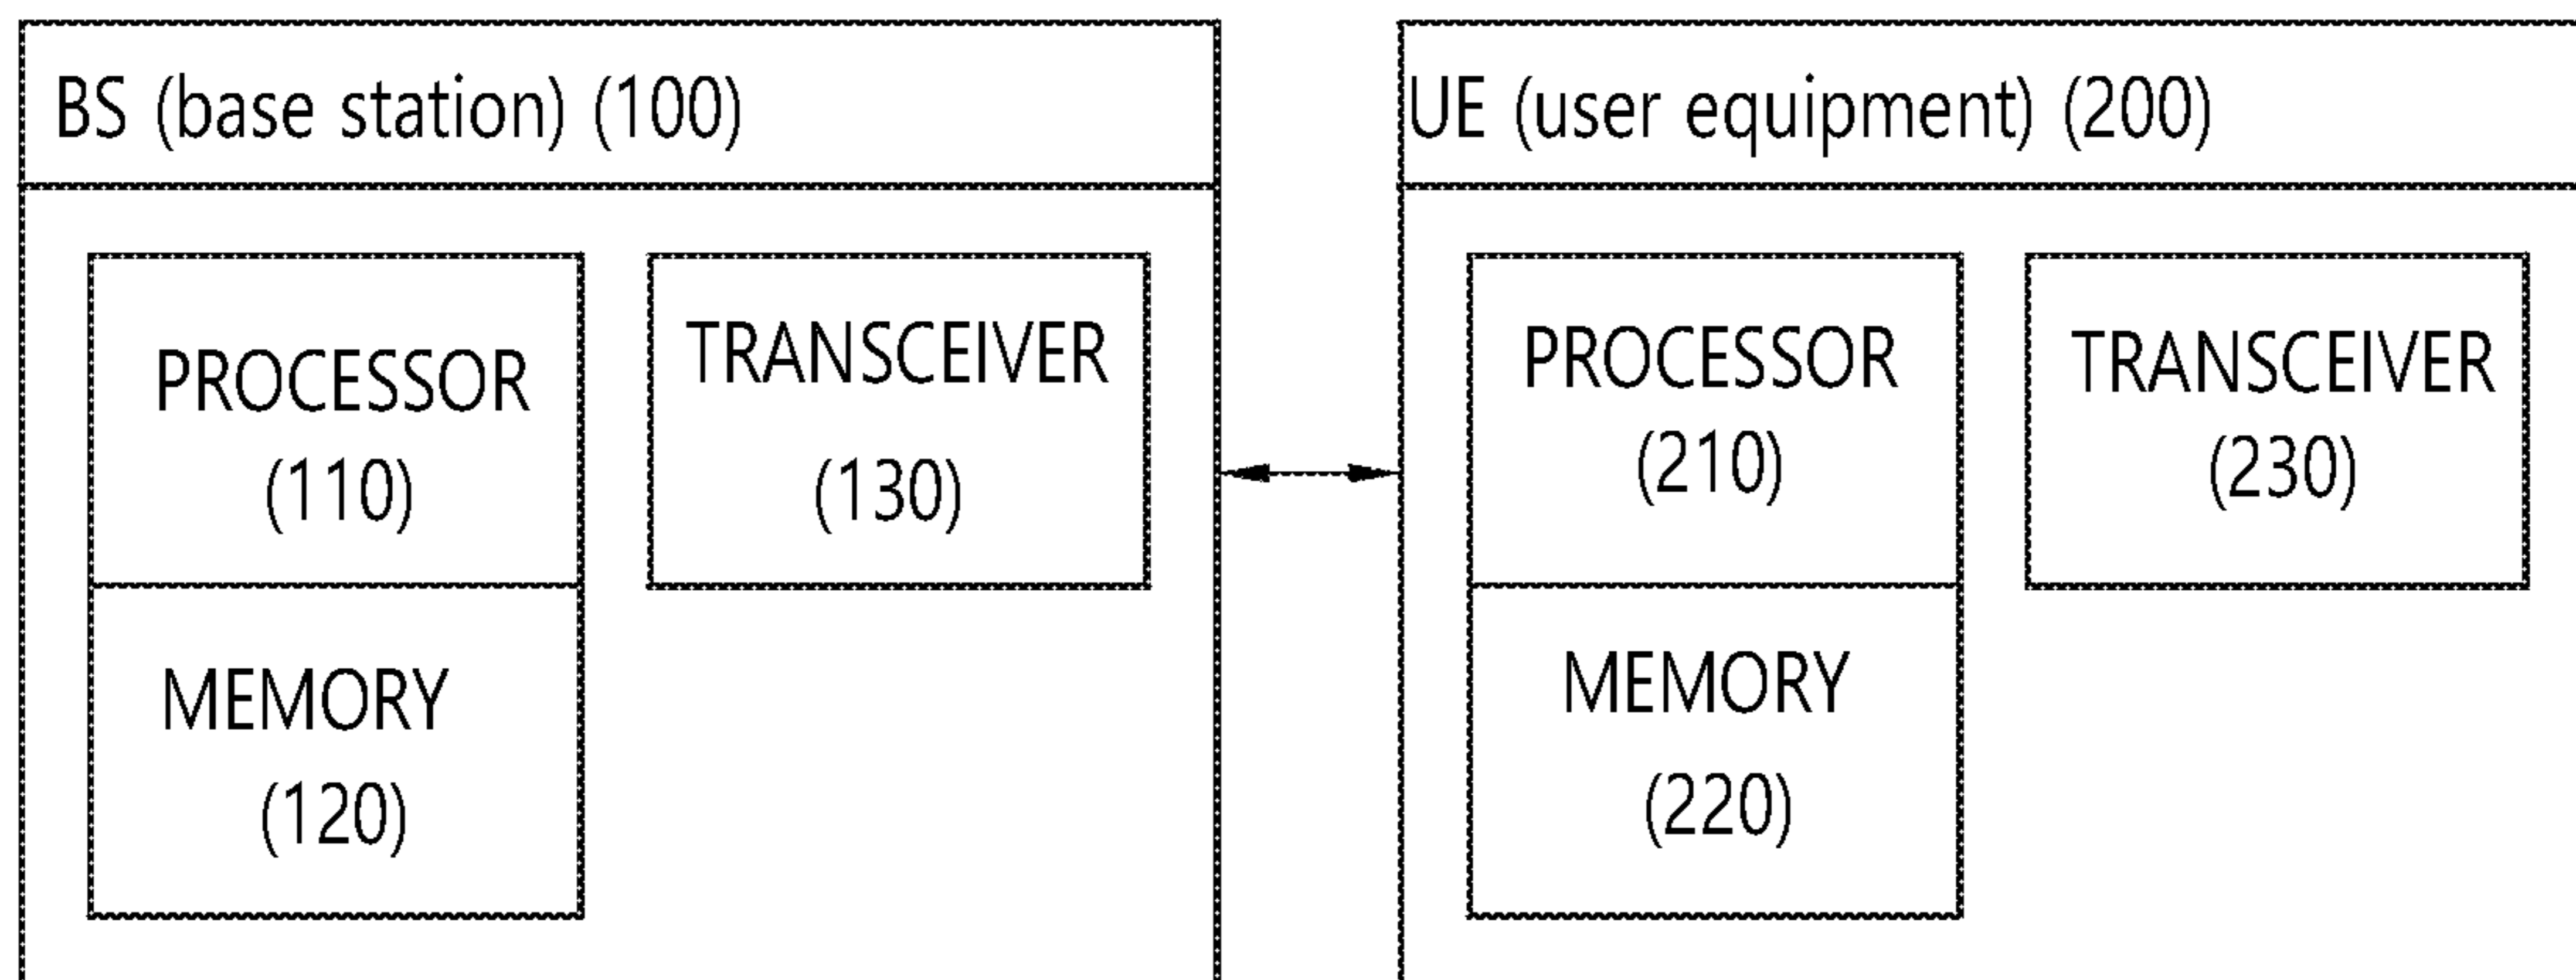 BS (base station) (100)
PROCESSOR
(110)
TRANSCEIVER
(130)
MEMORY
(120)
UE (user equipment) (200)
PROCESSOR
(210)
TRANSCEIVER
(230)
MEMORY
(220)